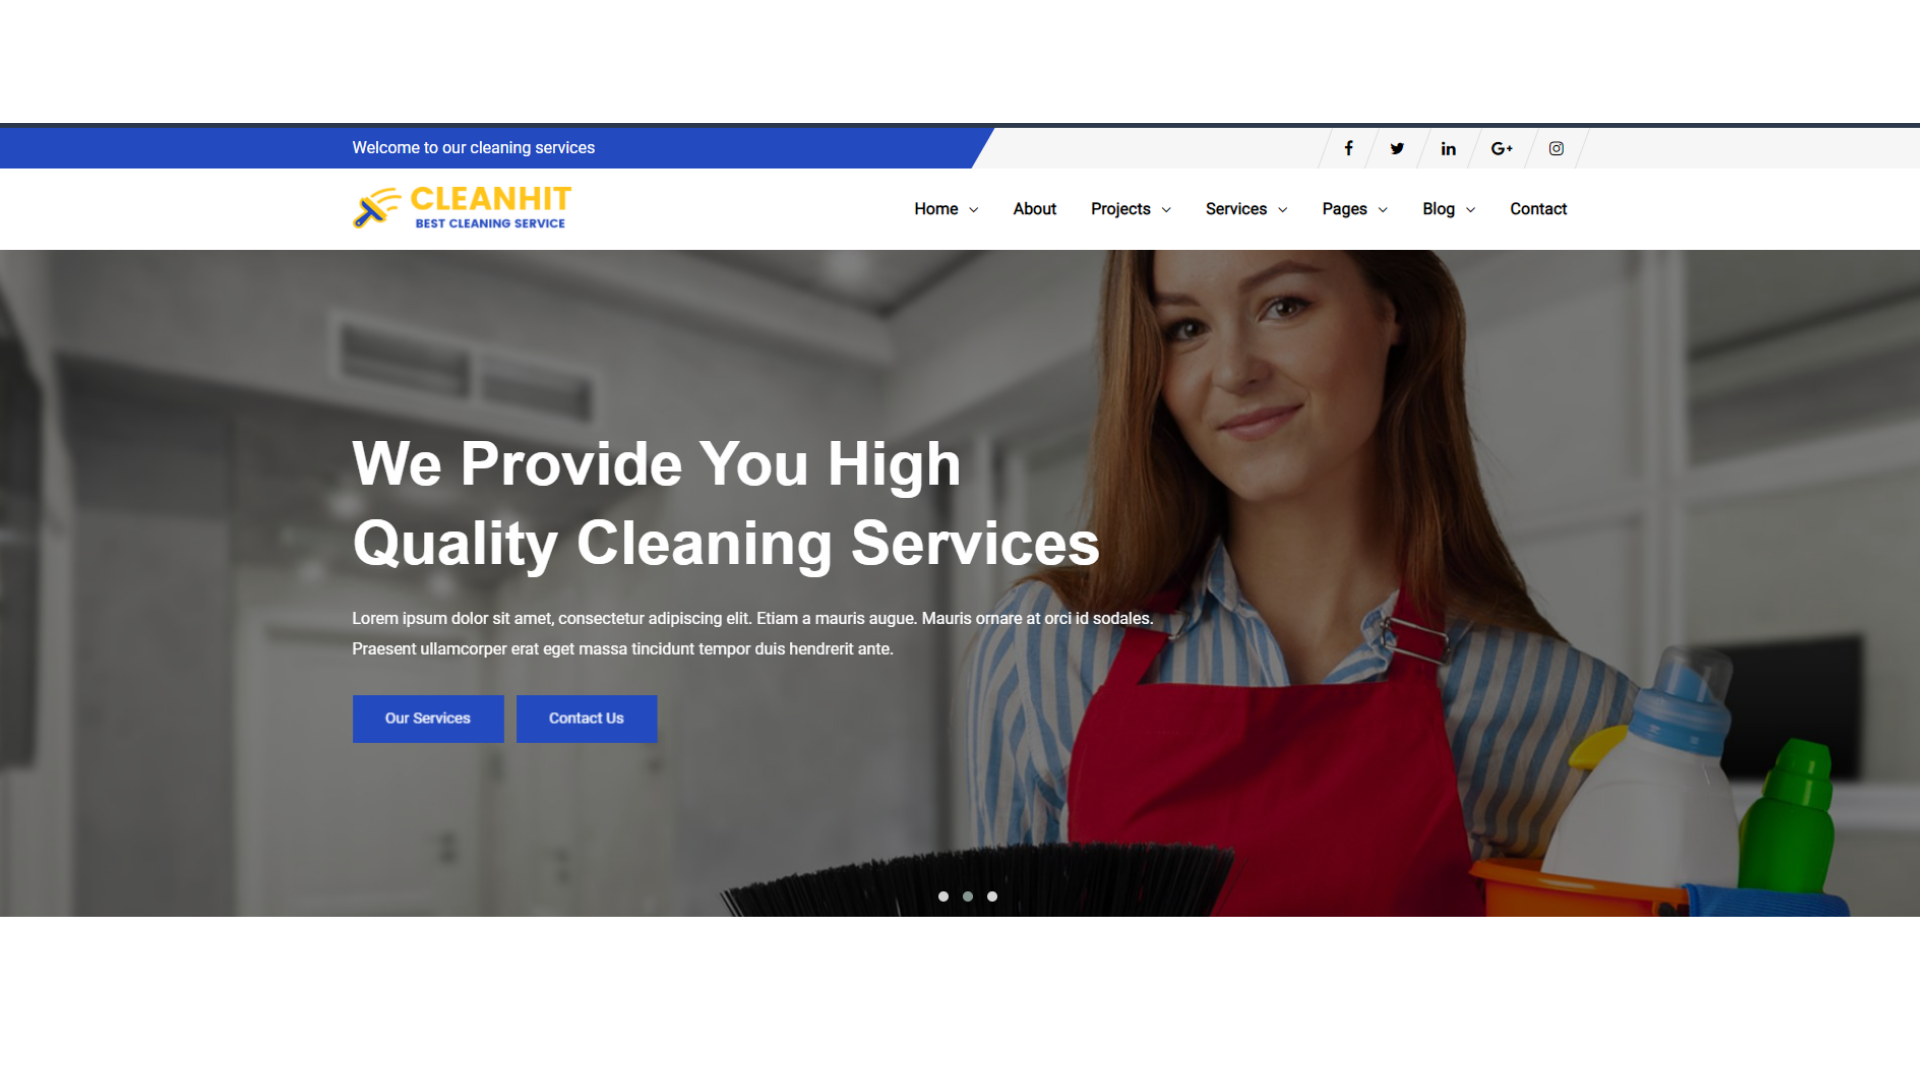 Welcome to our cleaning services
CLEANHIT
BEST CLEANING SERVICE
Home About Projects Services Pages Blog Contact
We Provide You High
Quality Cleaning Services
Lorem ipsum dolor sit amet, consectetur adipiscing elit. Etiam a mauris augue. Mauris ornare at orci id sodales.
Praesent ullamcorper erat eget massa tincidunt tempor duis hendrerit ante.
Our Services Contact Us